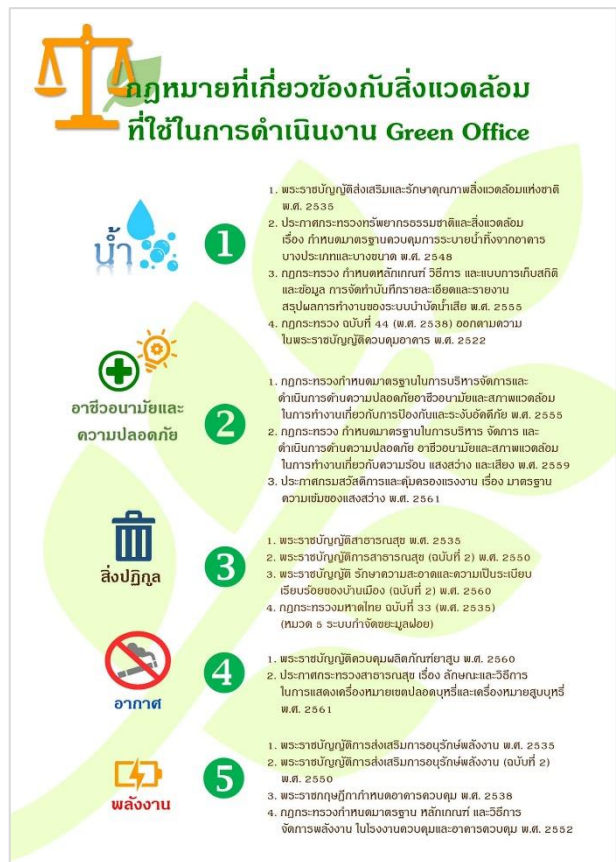 กฎหมายที่เกี่ยวข้องกับสิ่งแวดล้อม
ที่ใช้ในการดำเนินงาน Green Office
น้ำ
1
1. พระราชบัญญัติส่งเสริมและรักษาคุณภาพสิ่งแวดล้อมแห่งชาติ
พ.ศ. 2535
2. ประกาศกระทรวงทรัพยากรธรรมชาติและสิ่งแวดล้อม
เรื่อง กำหนดมาตรฐานควบคุมการระบายน้ำทิ้งจากอาคาร
บางประเภทและบางขนาด พ.ศ. 2548
3. กฎกระทรวง กำหนดหลักเกณฑ์ วิธีการ และแบบการเก็บสถิติ
และข้อมูล การจัดทำบันทึกรายละเอียดและรายงาน
สรุปผลการทำงานของระบบบำบัดน้ำเสีย พ.ศ. 2555
4. กฎกระทรวง ฉบับที่ 44 (พ.ศ. 2538) ออกตามความ
ในพระราชบัญญัติควบคุมอาคาร พ.ศ. 2522
อาชีวอนามัยและ
ความปลอดภัย
2
1. กฎกระทรวงกำหนดมาตรฐานในการบริหารจัดการและ
ดำเนินการด้านความปลอดภัยอาชีวอนามัยและสภาพแวดล้อม
ในการทำงานเกี่ยวกับการป้องกันและระงับอัคคีภัย พ.ศ. 2555
2. กฎกระทรวง กำหนดมาตรฐานในการบริหาร จัดการ และ
ดำเนินการด้านความปลอดภัย อาชีวอนามัยและสภาพแวดล้อม
ในการทำงานเกี่ยวกับความร้อน แสงสว่าง และเสียง พ.ศ. 2559
3. ประกาศกรมสวัสดิการและคุ้มครองแรงงาน เรื่อง มาตรฐาน
ความเข้มของแสงสว่าง พ.ศ. 2561
สิ่งปฏิกูล
3
1. พระราชบัญญัติสาธารณสุข พ.ศ. 2535
2. พระราชบัญญัติการสาธารณสุข (ฉบับที่ 2) พ.ศ. 2550
3. พระราชบัญญัติ รักษาความสะอาดและความเป็นระเบียบ
เรียบร้อยของบ้านเมือง (ฉบับที่ 2) พ.ศ. 2560
4. กฎกระทรวงมหาดไทย ฉบับที่ 33 (พ.ศ. 2535)
(หมวด 5 ระบบกำจัดขยะมูลฝอย)
อากาศ
4
1. พระราชบัญญัติควบคุมผลิตภัณฑ์ยาสูบ พ.ศ. 2560
2. ประกาศกระทรวงสาธารณสุข เรื่อง ลักษณะและวิธีการ
ในการแสดงเครื่องหมายเขตปลอดบุหรี่และเครื่องหมายสูบบุหรี่
พ.ศ. 2561
พลังงาน
5
1. พระราชบัญญัติการส่งเสริมการอนุรักษ์พลังงาน พ.ศ. 2535
2. พระราชบัญญัติการส่งเสริมการอนุรักษ์พลังงาน (ฉบับที่ 2)
พ.ศ. 2550
3. พระราชกฤษฎีกากำหนดอาคารควบคุม พ.ศ. 2538
4. กฎกระทรวงกำหนดมาตรฐาน หลักเกณฑ์ และวิธีการ
จัดการพลังงาน ในโรงงานควบคุมและอาคารควบคุม พ.ศ. 2552